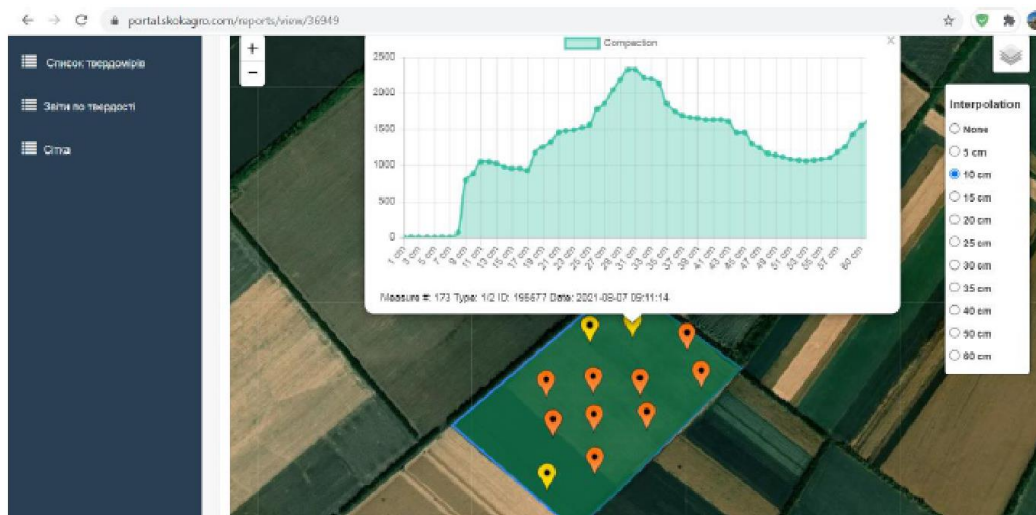 portal.skokagro.com/reports/view/36949
Список твердомірів
Звіти по твердості
Сітка
+
−
Compaction
2500
2000
1500
1000
500
0
1 cm
3 cm
5 cm
7 cm
9 cm
11 cm
13 cm
15 cm
17 cm
19 cm
21 cm
23 cm
25 cm
27 cm
29 cm
31 cm
33 cm
35 cm
37 cm
39 cm
41 cm
43 cm
45 cm
47 cm
49 cm
51 cm
53 cm
55 cm
57 cm
60 cm
Measure #: 173 Type: 1/2 ID: Date: 09:11:14
Interpolation
None
5 cm
10 cm
15 cm
20 cm
25 cm
30 cm
35 cm
40 cm
50 cm
60 cm